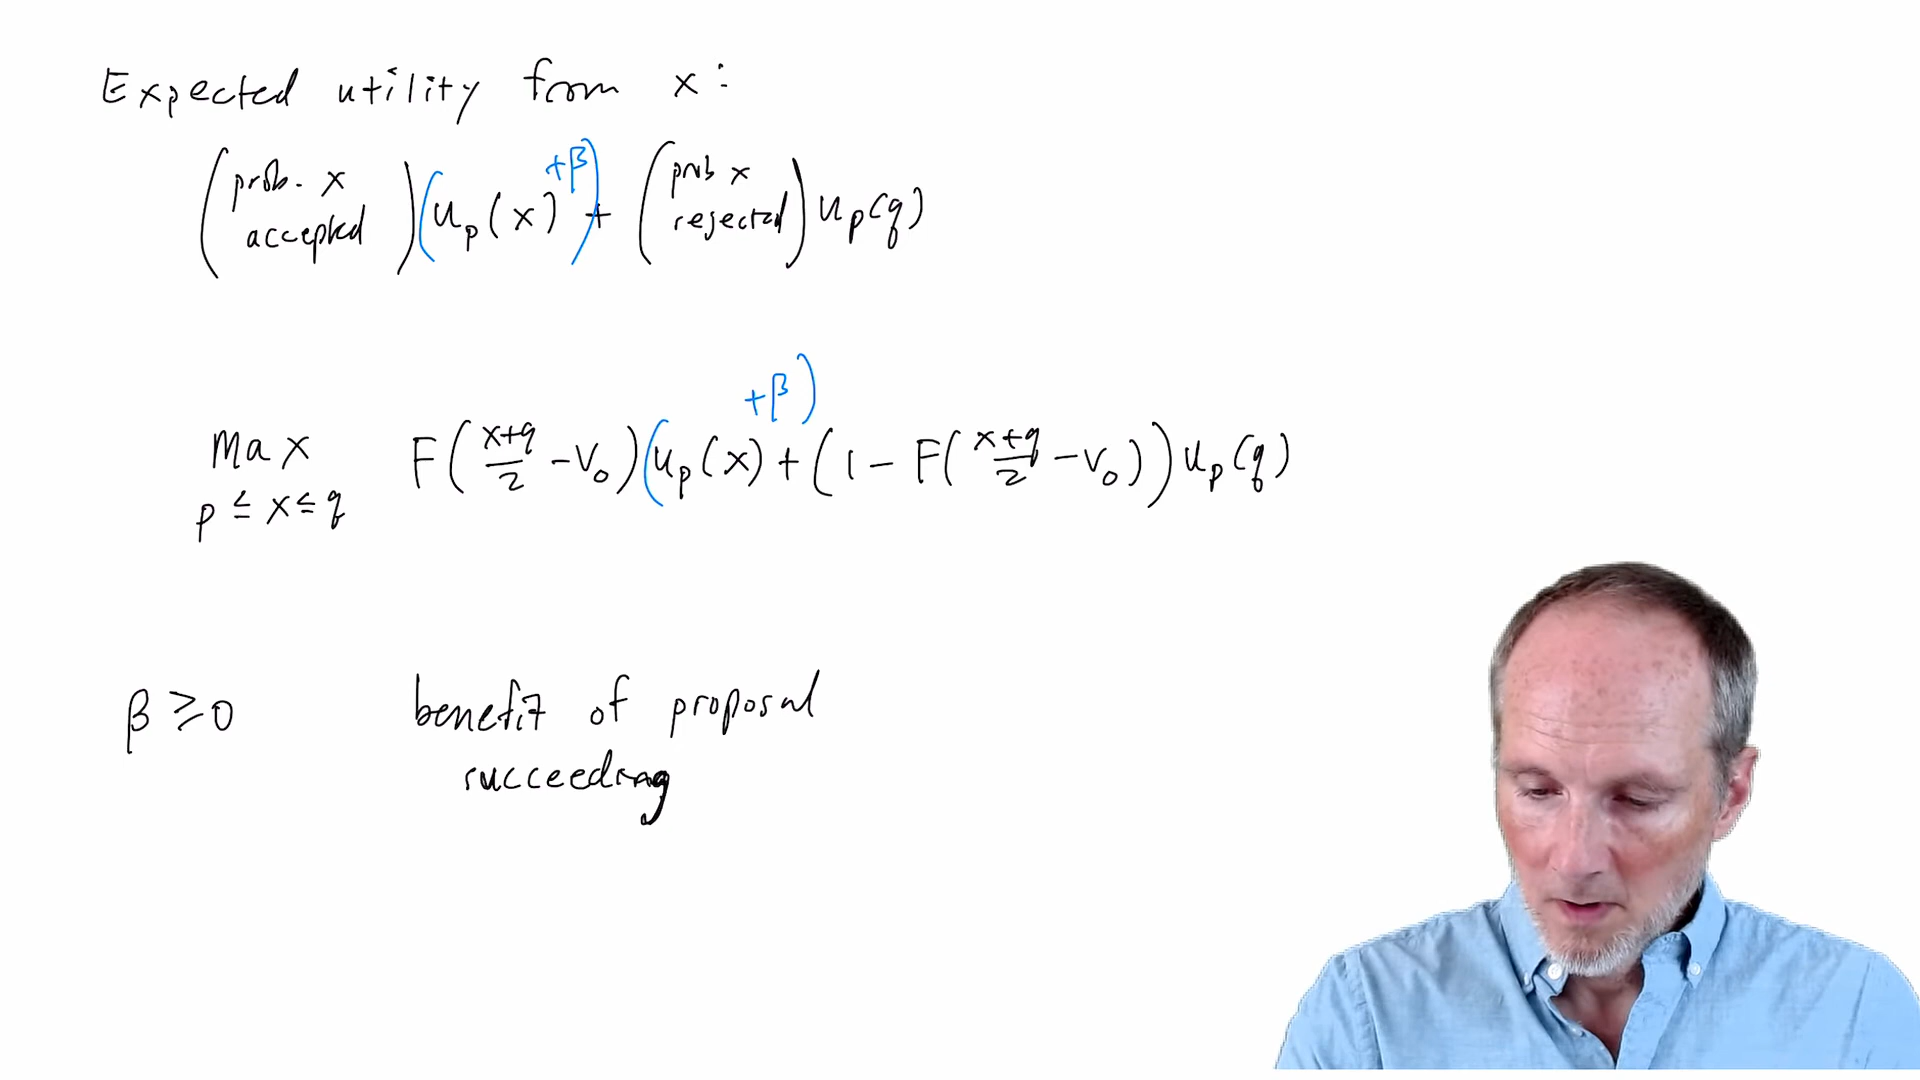 Expected utility from x:
(prob. x accepted)(u_p(x) +β) + (prob x rejected) u_p(q)
Max F(x+q/2 - v_0)(u_p(x) +β) + (1 - F(x+q/2 - v_0)) u_p(q)
p ≤ x ≤ q
β ≥ 0 benefit of proposal
succeeding